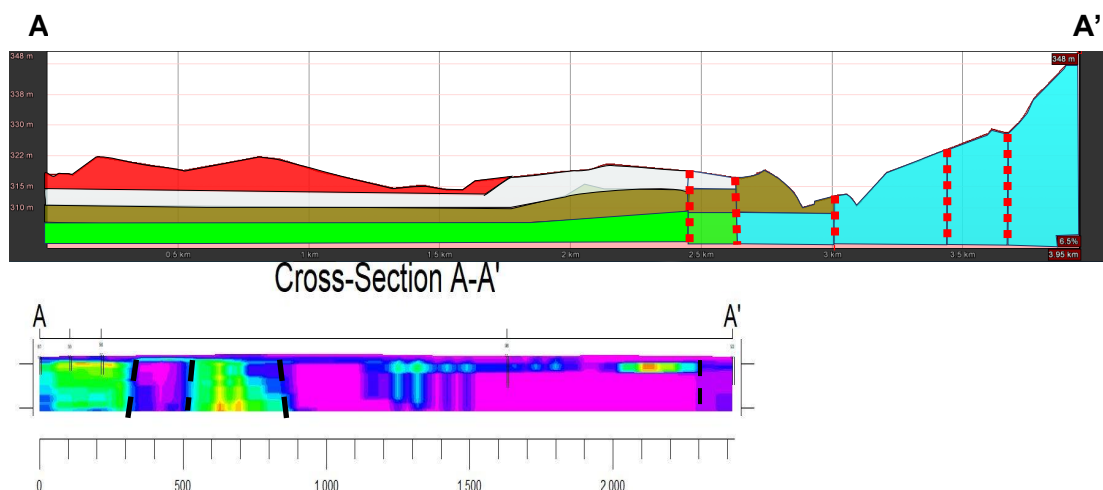 A A'
348 m 348 m
338 m
330 m
322 m
315 m
310 m
6.5%
0.5 km 1 km 1.5 km 2 km 2.5 km 3 km 3.5 km 3.95 km
Cross-Section A-A'
A A'
0 500 1 000 1 500 2 000